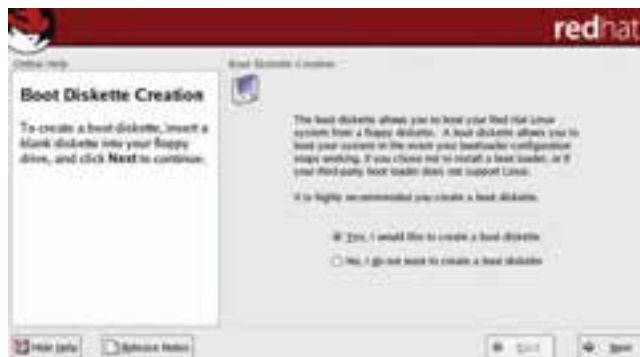 redhat
Online Help
Boot Diskette Creation
Boot Diskette Creation
To create a boot diskette, insert a
blank diskette into your floppy
drive, and click Next to continue.
The boot diskette allows you to boot your Red Hat Linux
system from a floppy diskette. A boot diskette allows you to
boot your system in the event your bootloader configuration
stops working, if you chose not to install a boot loader, or if
your third-party boot loader does not support Linux.
It is highly recommended you create a boot diskette.
Yes, I would like to create a boot diskette
No, I do not want to create a boot diskette
Hide Help
Release Notes
Back
Next